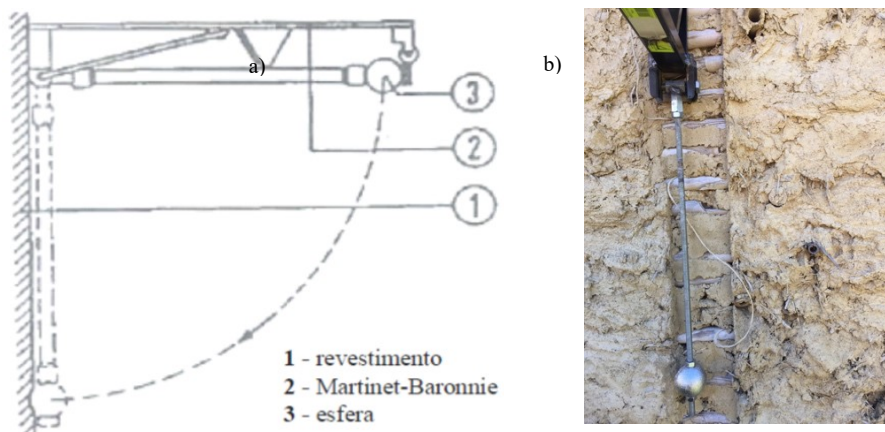 a)
b)
3
2
1
1 - revestimento
2 - Martinet-Baronnie
3 - esfera